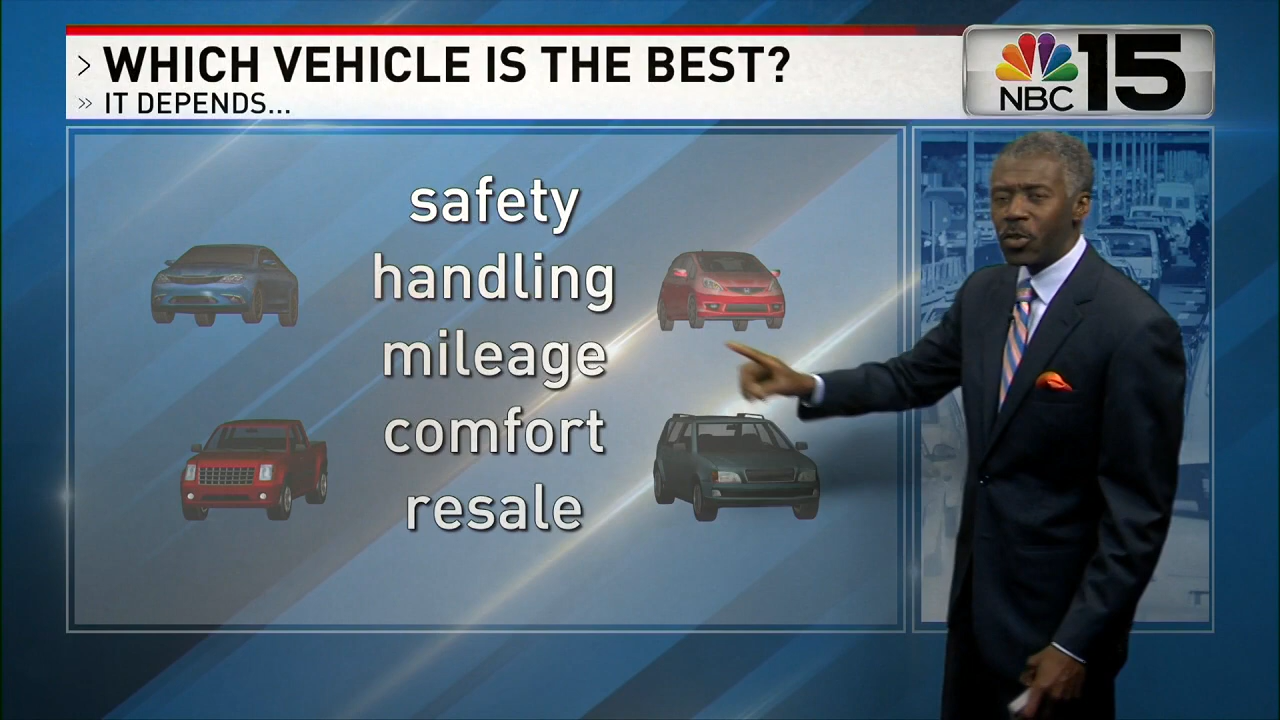 > WHICH VEHICLE IS THE BEST?
» IT DEPENDS...
NBC 15
safety
handling
mileage
comfort
resale